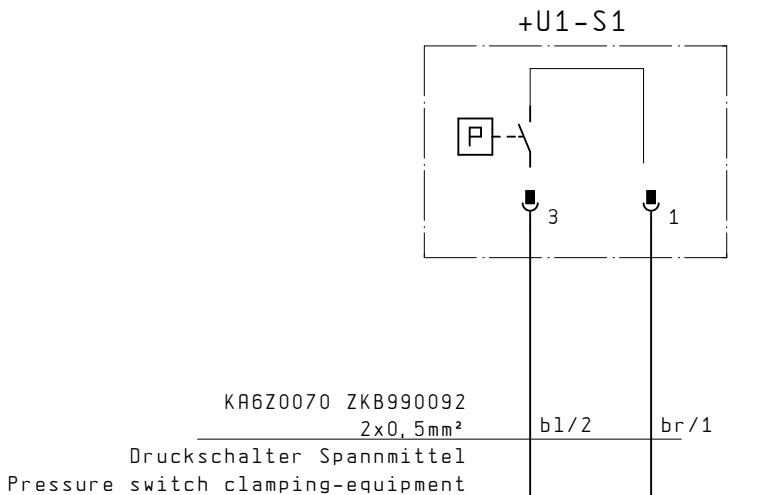 +U1-S1
P
3
1
KA6Z0070 ZKB990092
2x0,5mm² bl/2 br/1
Druckschalter Spannmittel
Pressure switch clamping-equipment